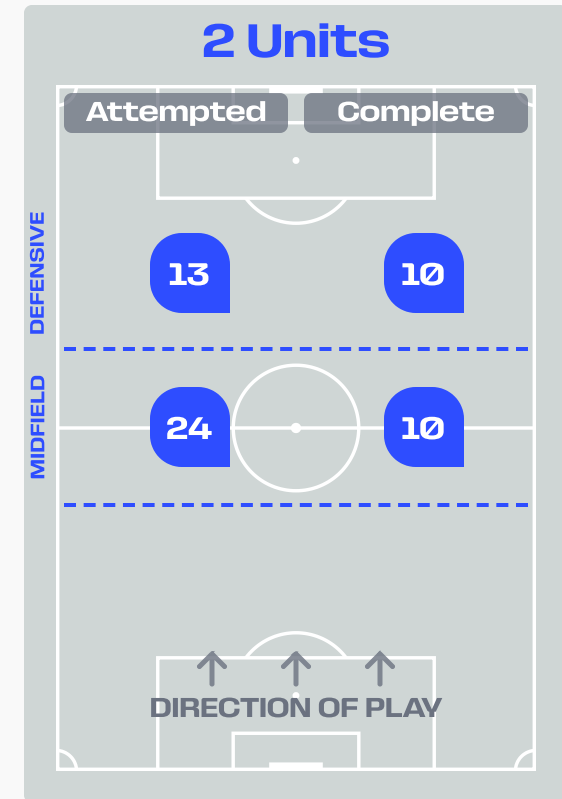 2 Units
Attempted Complete
DEFENSIVE
13 10
MIDFIELD
24 10
DIRECTION OF PLAY